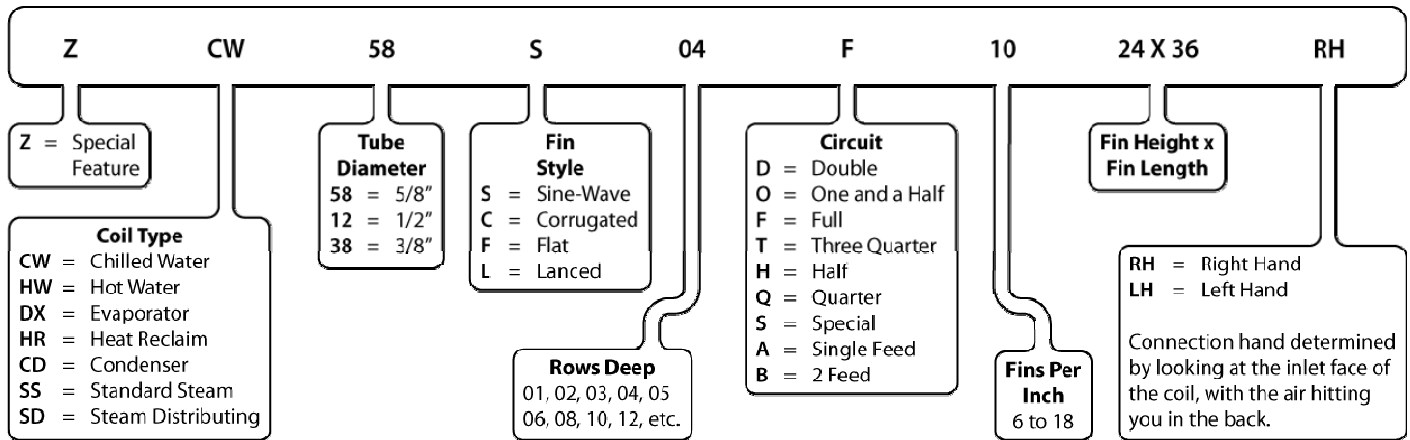 Z CW 58 S 04 F 10 24 X 36 RH
Z = Special
Feature
Coil Type
CW = Chilled Water
HW = Hot Water
DX = Evaporator
HR = Heat Reclaim
CD = Condenser
SS = Standard Steam
SD = Steam Distributing
Tube
Diameter
58 = 5/8”
12 = 1/2”
38 = 3/8”
Fin
Style
S = Sine-Wave
C = Corrugated
F = Flat
L = Lanced
Rows Deep
01, 02, 03, 04, 05
06, 08, 10, 12, etc.
Circuit
D = Double
O = One and a Half
F = Full
T = Three Quarter
H = Half
Q = Quarter
S = Special
A = Single Feed
B = 2 Feed
Fins Per
Inch
6 to 18
Fin Height x
Fin Length
RH = Right Hand
LH = Left Hand
Connection hand determined
by looking at the inlet face of
the coil, with the air hitting
you in the back.